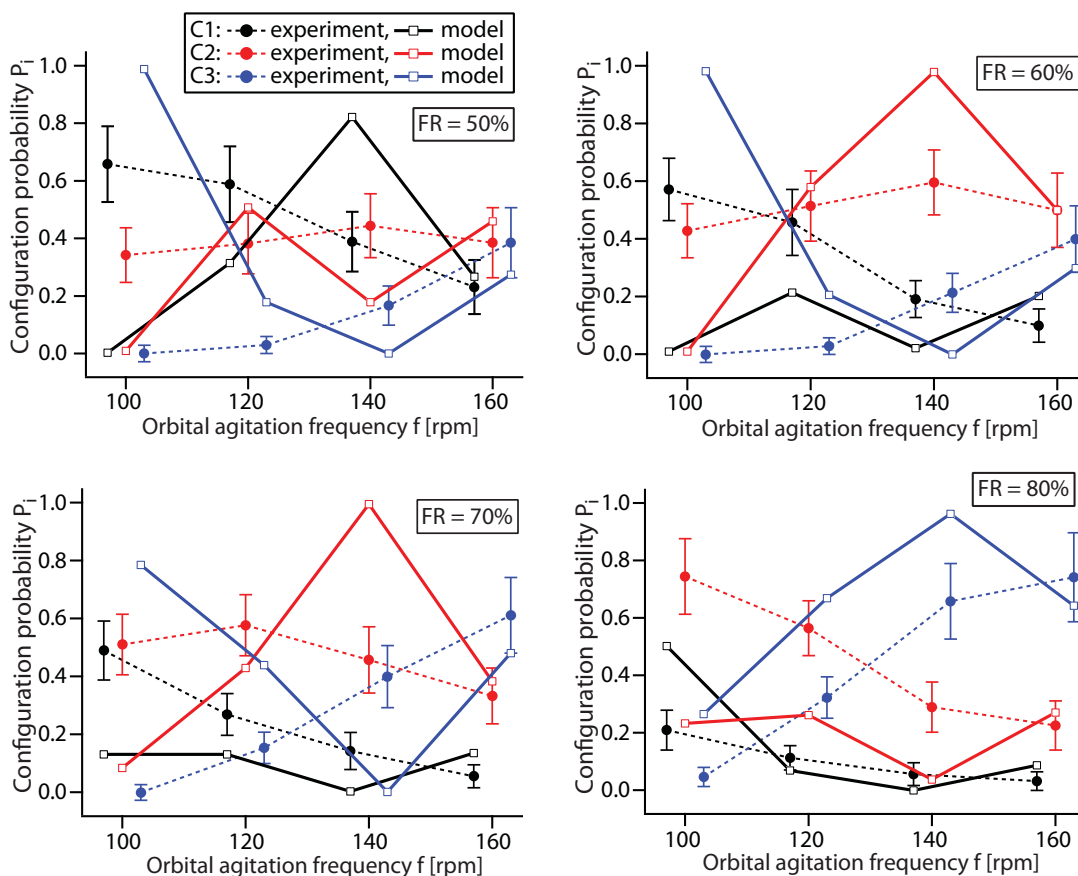 C1: experiment, model
C2: experiment, model
C3: experiment, model
Configuration probability Pi
1.0
0.8
0.6
0.4
0.2
0.0
FR = 50%
100 120 140 160
Orbital agitation frequency f [rpm]
Configuration probability Pi
1.0
0.8
0.6
0.4
0.2
0.0
FR = 60%
100 120 140 160
Orbital agitation frequency f [rpm]
Configuration probability Pi
1.0
0.8
0.6
0.4
0.2
0.0
FR = 70%
100 120 140 160
Orbital agitation frequency f [rpm]
Configuration probability Pi
1.0
0.8
0.6
0.4
0.2
0.0
FR = 80%
100 120 140 160
Orbital agitation frequency f [rpm]